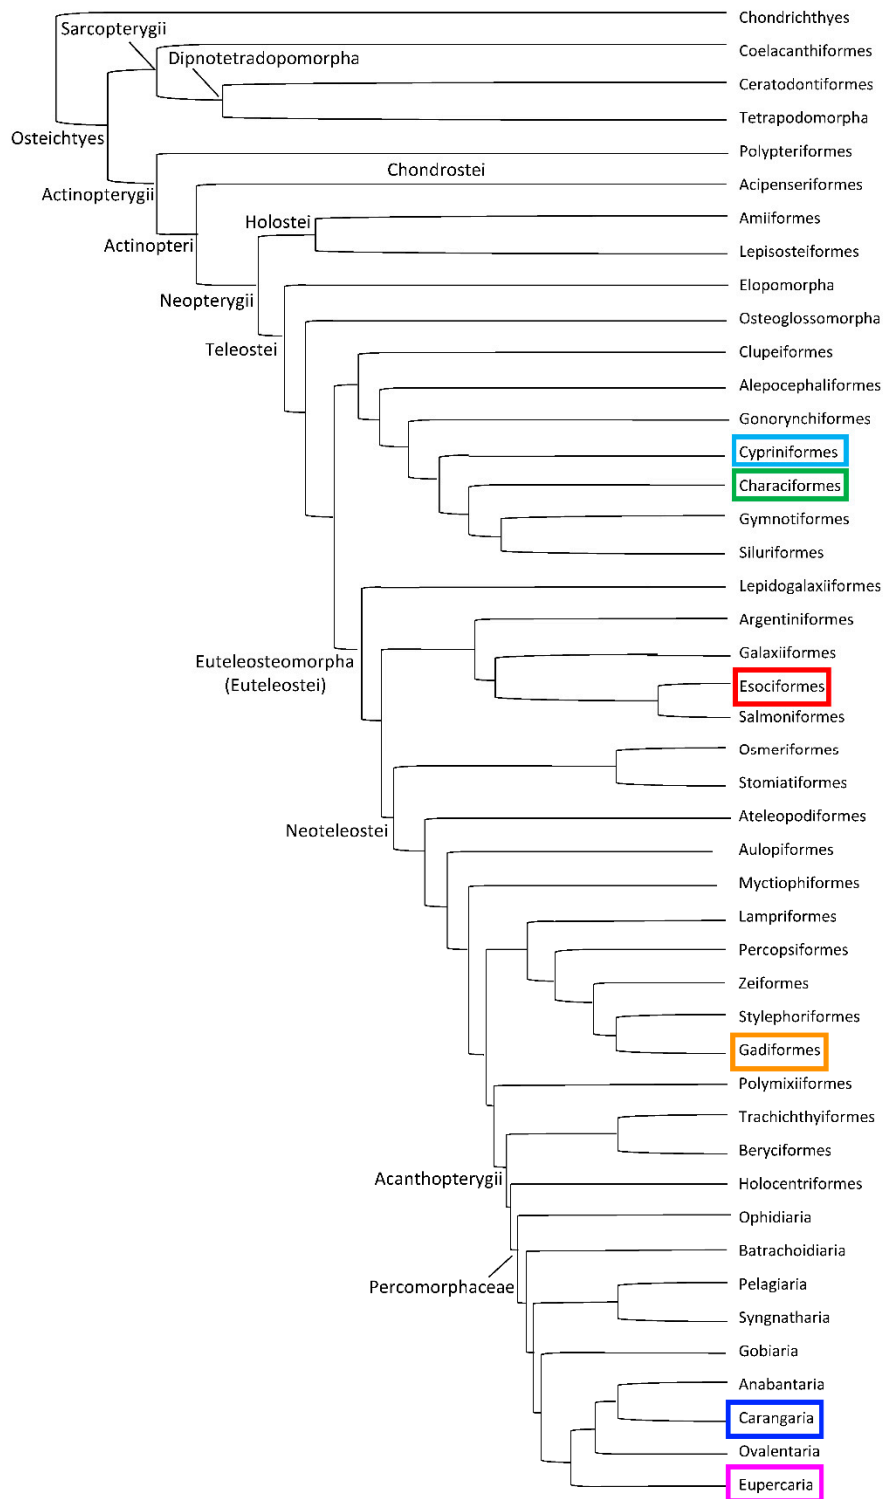 Chondrichthyes
Sarcopterygii
Coelacanthiformes
Dipnotetradopomorpha
Ceratodontiformes
Tetrapodomorpha
Osteichtyes
Polypteriformes
Chondrostei
Acipenseriformes
Actinopterygii
Amiiformes
Holostei
Actinopteri
Lepisosteiformes
Elopomorpha
Neopterygii
Osteoglossomorpha
Teleostei
Clupeiformes
Alepocephaliformes
Gonorynchiformes
Cypriniformes
Characiformes
Gymnotiformes
Siluriformes
Lepidogalaxiiformes
Argentiniformes
Galaxiiformes
Euteleosteomorpha
(Euteleostei)
Esociformes
Salmoniformes
Osmeriformes
Stomiatiformes
Ateleopodiformes
Neoteleostei
Aulopiformes
Myctiophiformes
Lampriformes
Percopsiformes
Zeiformes
Stylephoriformes
Gadiformes
Polymixiiformes
Trachichthyiformes
Beryciformes
Acanthopterygii
Holocentriformes
Ophidiaria
Batrachoidiaria
Percomorphaceae
Pelagiaria
Syngnatharia
Gobiaria
Anabantaria
Carangaria
Ovalentaria
Eupercaria